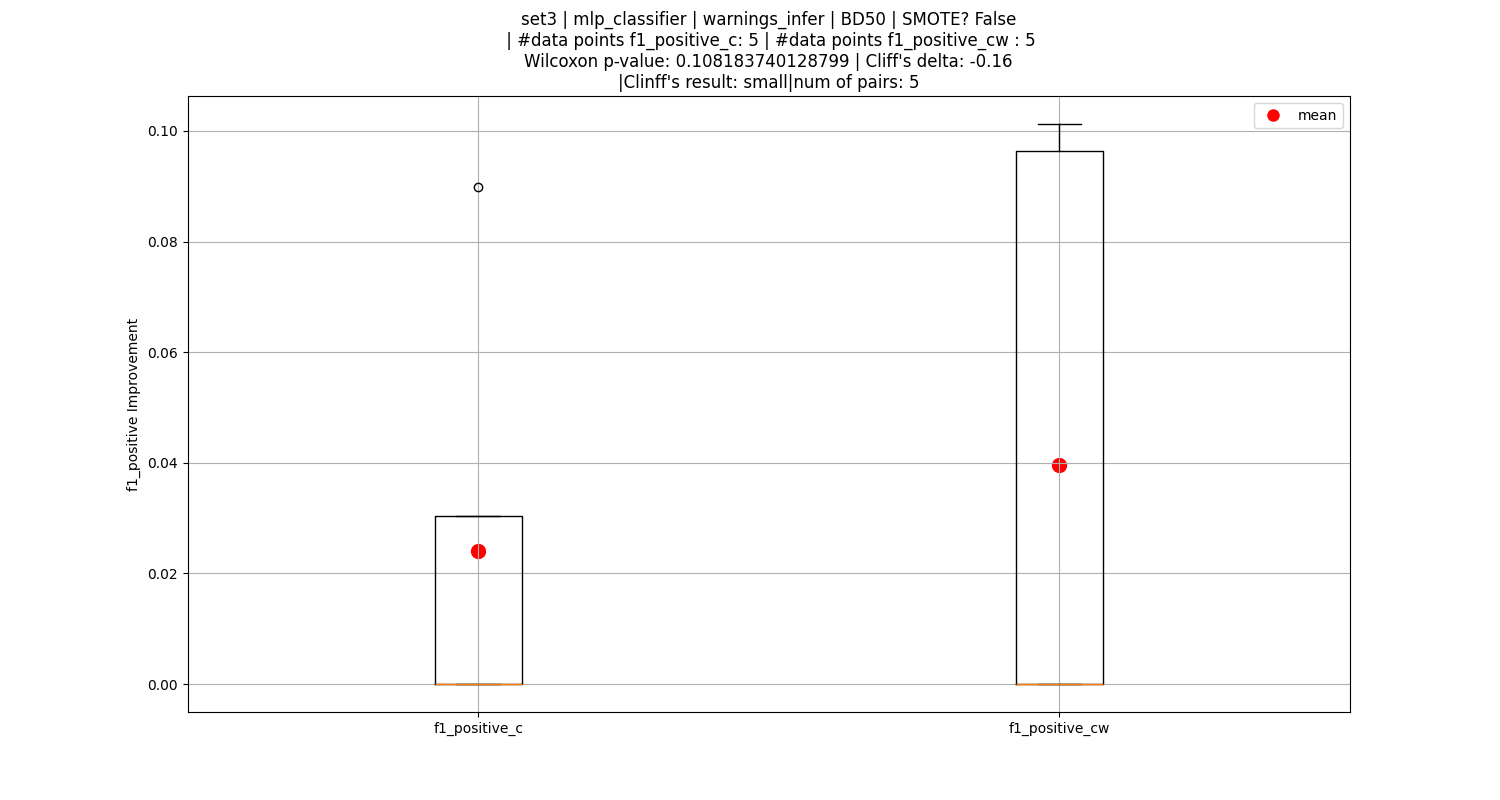 set3 | mlp_classifier | warnings_infer | BD50 | SMOTE? False
| #data points f1_positive_c: 5 | #data points f1_positive_cw : 5
Wilcoxon p-value: 0.108183740128799 | Cliff's delta: -0.16
|Clinff's result: small|num of pairs: 5
mean
0.10
0.08
0.06
0.04
0.02
0.00
f1_positive Improvement
f1_positive_c
f1_positive_cw